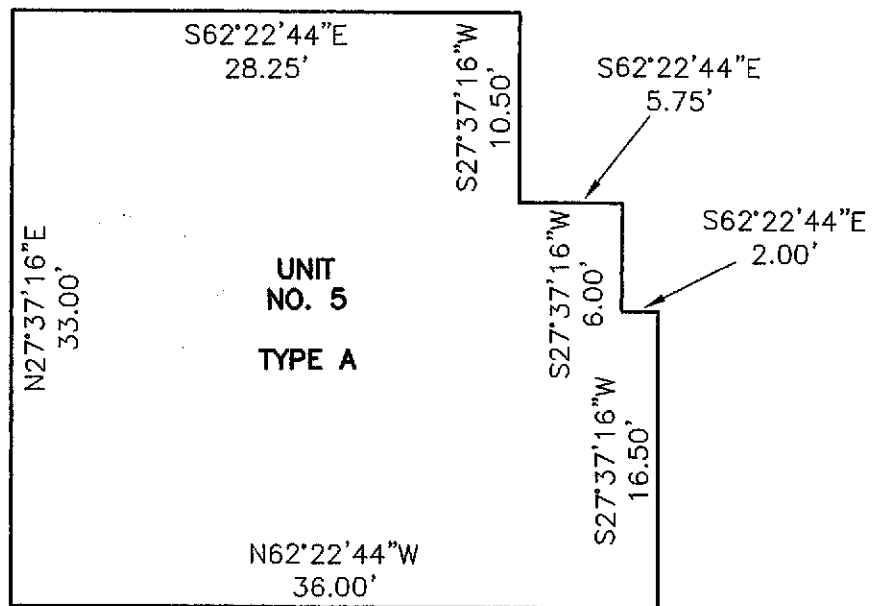 S62°22'44"E
28.25'
S27°37'16"W
10.50'
S62°22'44"E
5.75'
S62°22'44"E
2.00'
S27°37'16"W
6.00'
N27°37'16"E
33.00'
UNIT
NO. 5
TYPE A
S27°37'16"W
16.50'
N62°22'44"W
36.00'